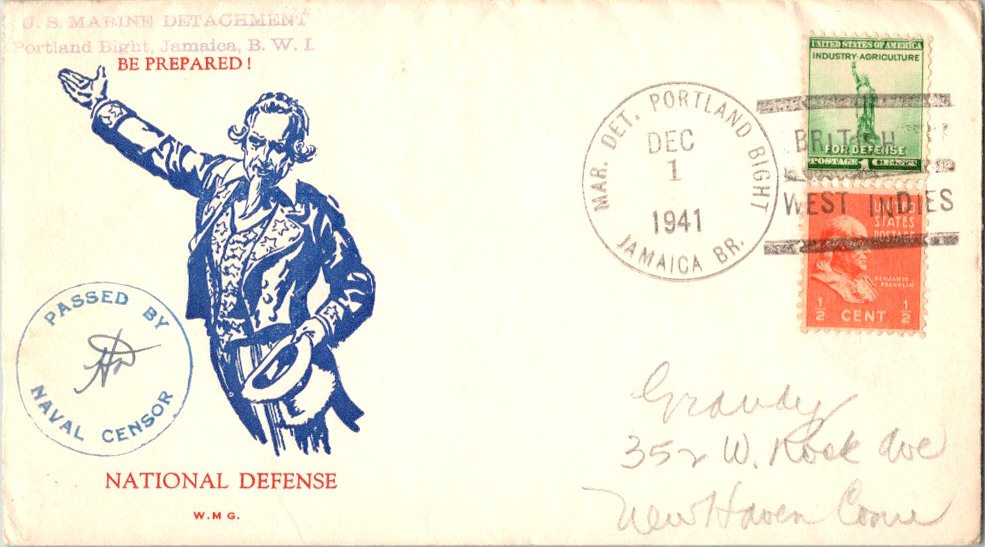 U. S. MARINE DETACHMENT
Portland Bight, Jamaica, B. W. I.
BE PREPARED!
PASSED BY
NAVAL CENSOR
NATIONAL DEFENSE
W. M. G.
MAR. DET. PORTLAND BIGHT
DEC
1
1941
JAMAICA BR.
UNITED STATES OF AMERICA
INDUSTRY-AGRICULTURE
FOR DEFENSE
POSTAGE 1 CENT
BRITISH
WEST INDIES
UNITED
STATES
POSTAGE
BENJAMIN
FRANKLIN
1/2 CENT 1/2
Grandy
352 W. Rock Ave
New Haven Conn